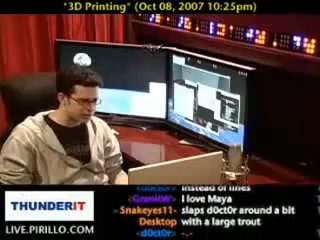 "3D Printing" (Oct 08, 2007 10:25pm)
instead of lines
I love Maya
Snakeyes11- slaps d0ct0r around a bit
Desktop with a large trout
d0ct0r:
THUNDERIT
LIVE.PIRILLO.COM